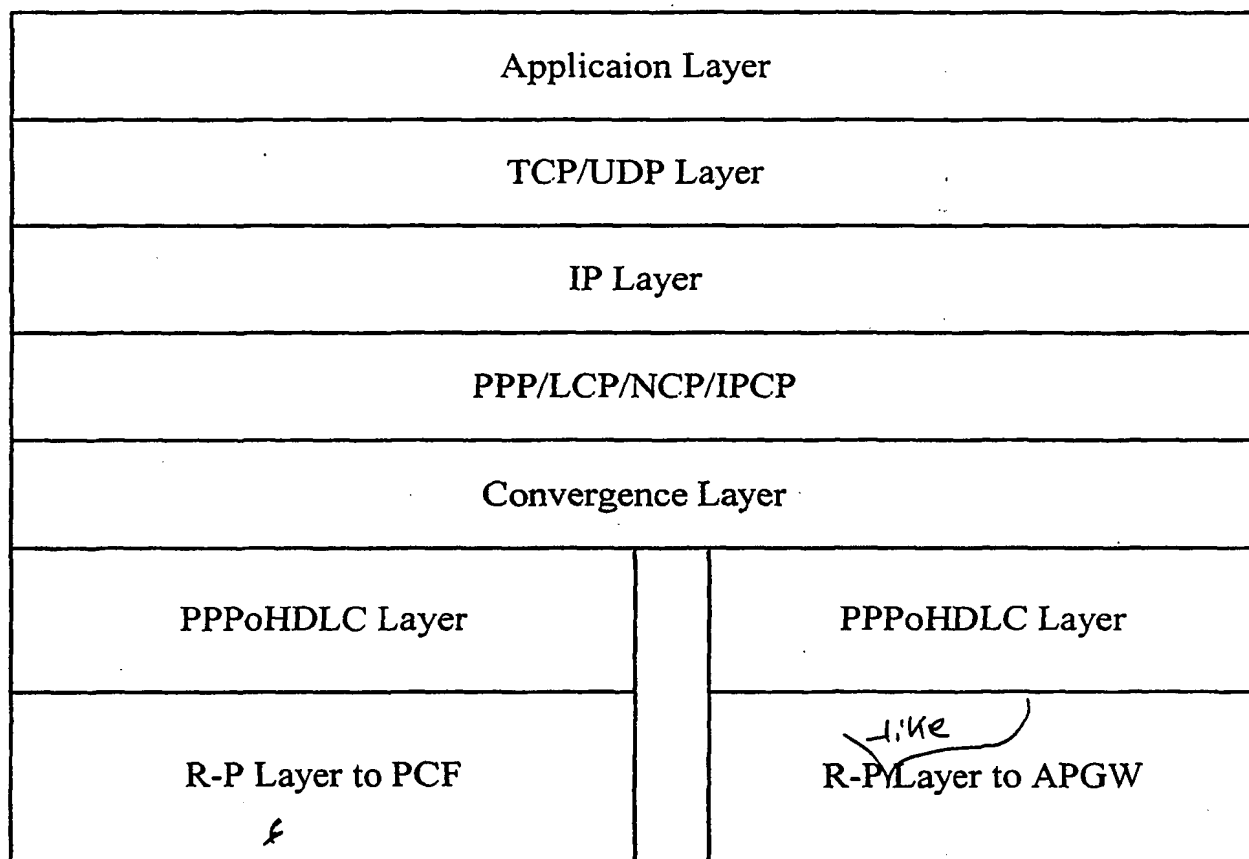 Applicaion Layer
TCP/UDP Layer
IP Layer
PPP/LCP/NCP/IPCP
Convergence Layer
PPPoHDLC Layer
PPPoHDLC Layer
R-P Layer to PCF
-like
R-P Layer to APGW